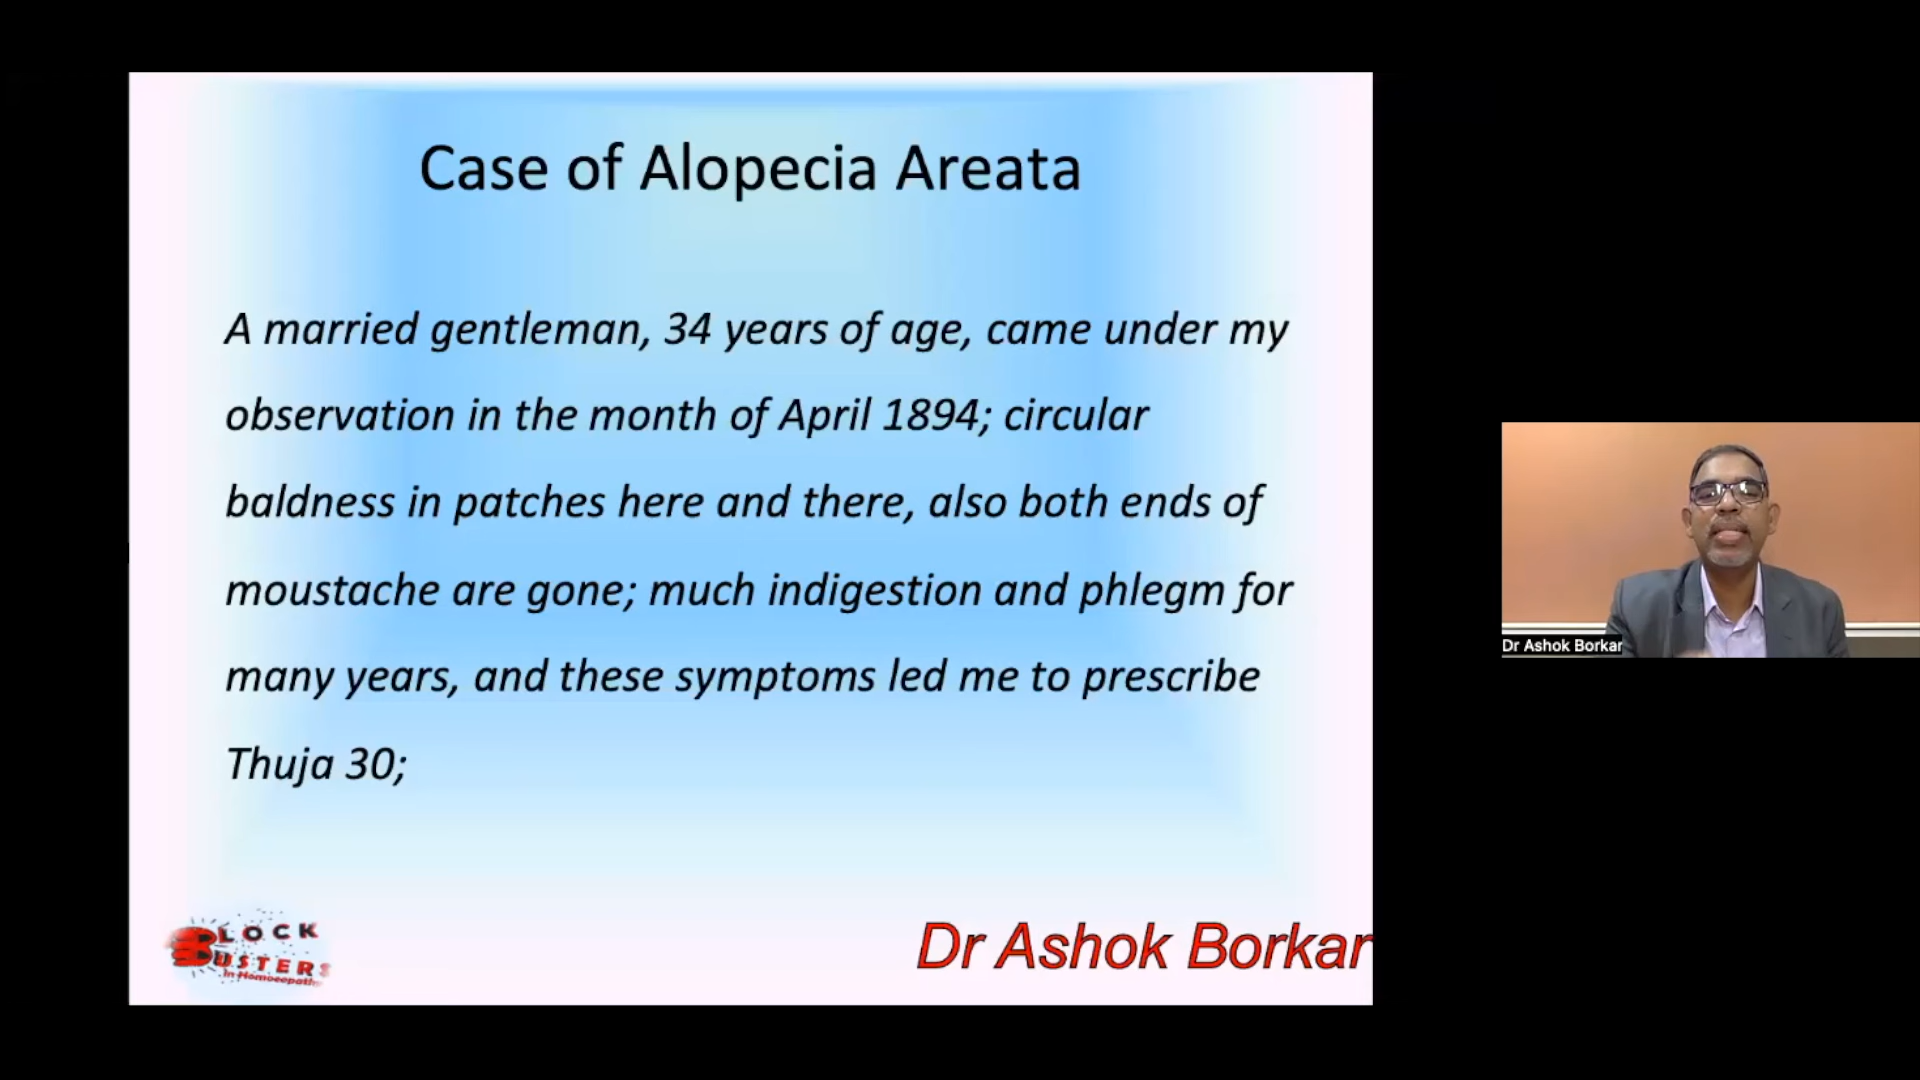 Case of Alopecia Areata
A married gentleman, 34 years of age, came under my
observation in the month of April 1894; circular
baldness in patches here and there, also both ends of
moustache are gone; much indigestion and phlegm for
many years, and these symptoms led me to prescribe
Thuja 30;
BLOCK
BUSTERS
In Homoeopathy
Dr Ashok Borkar
Dr Ashok Borkar